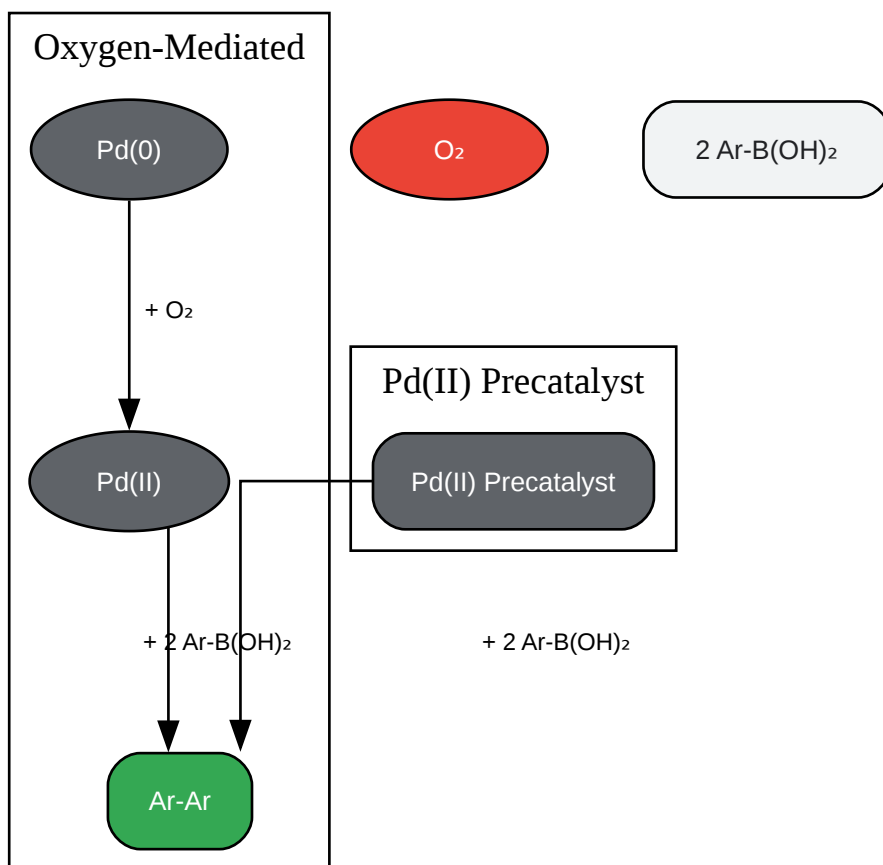 Oxygen-Mediated
Pd(0)
O₂
2 Ar-B(OH)₂
+ O₂
Pd(II) Precatalyst
Pd(II)
Pd(II) Precatalyst
+ 2 Ar-B(OH)₂
+ 2 Ar-B(OH)₂
Ar-Ar